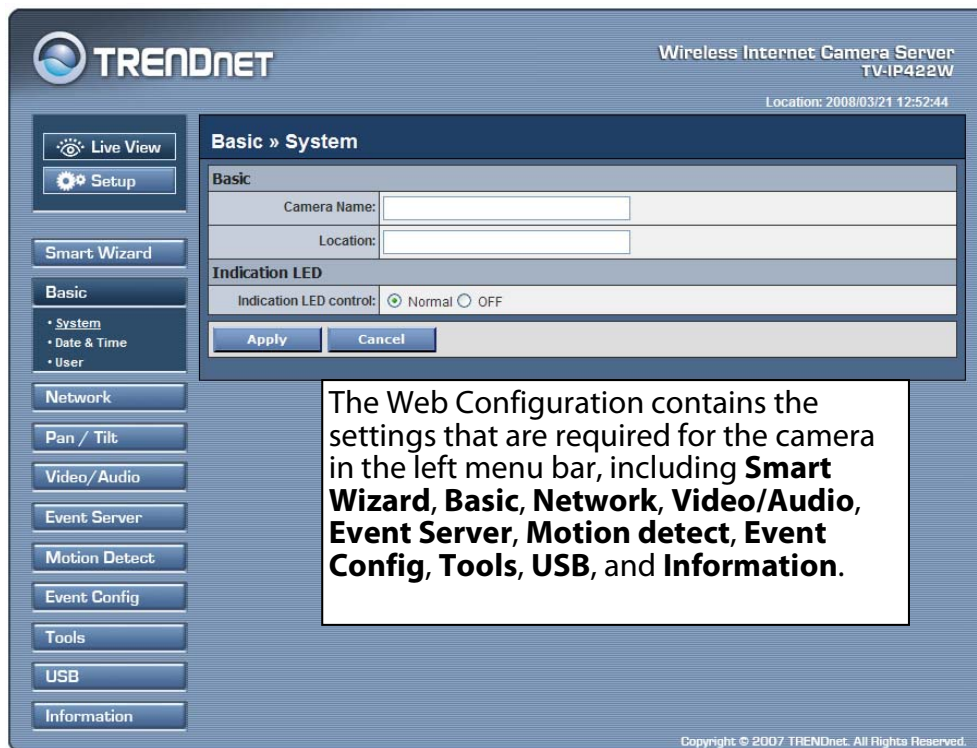 TRENDnet
Wireless Internet Camera Server
TV-IP422W
Location: 2008/03/21 12:52:44
Live View
Setup
Smart Wizard
Basic
• System
• Date & Time
• User
Network
Pan / Tilt
Video/Audio
Event Server
Motion Detect
Event Config
Tools
USB
Information
Basic » System
Basic
Camera Name:
Location:
Indication LED
Indication LED control: Normal OFF
Apply Cancel
The Web Configuration contains the
settings that are required for the camera
in the left menu bar, including Smart
Wizard, Basic, Network, Video/Audio,
Event Server, Motion detect, Event
Config, Tools, USB, and Information.
Copyright © 2007 TRENDnet. All Rights Reserved.